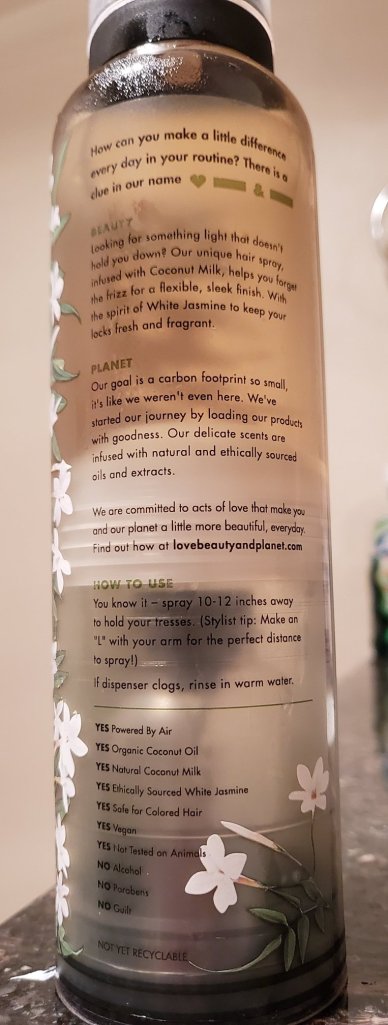 How can you make a little difference
every day in your routine? There is a
clue in our name ♥ &
BEAUTY
Looking for something light that doesn't
hold you down? Our unique hair spray,
infused with Coconut Milk, helps you forget
the frizz for a flexible, sleek finish. With
the spirit of White Jasmine to keep your
locks fresh and fragrant.
PLANET
Our goal is a carbon footprint so small,
it's like we weren't even here. We've
started our journey by loading our products
with goodness. Our delicate scents are
infused with natural and ethically sourced
oils and extracts.
We are committed to acts of love that make you
and our planet a little more beautiful, everyday.
Find out how at lovebeautyandplanet.com
HOW TO USE
You know it – spray 10-12 inches away
to hold your tresses. (Stylist tip: Make an
"L" with your arm for the perfect distance
to spray!)
If dispenser clogs, rinse in warm water.
YES Powered By Air
YES Organic Coconut Oil
YES Natural Coconut Milk
YES Ethically Sourced White Jasmine
YES Safe for Colored Hair
YES Vegan
YES Not Tested on Animals
NO Alcohol
NO Parabens
NO Guilt
NOT YET RECYCLABLE